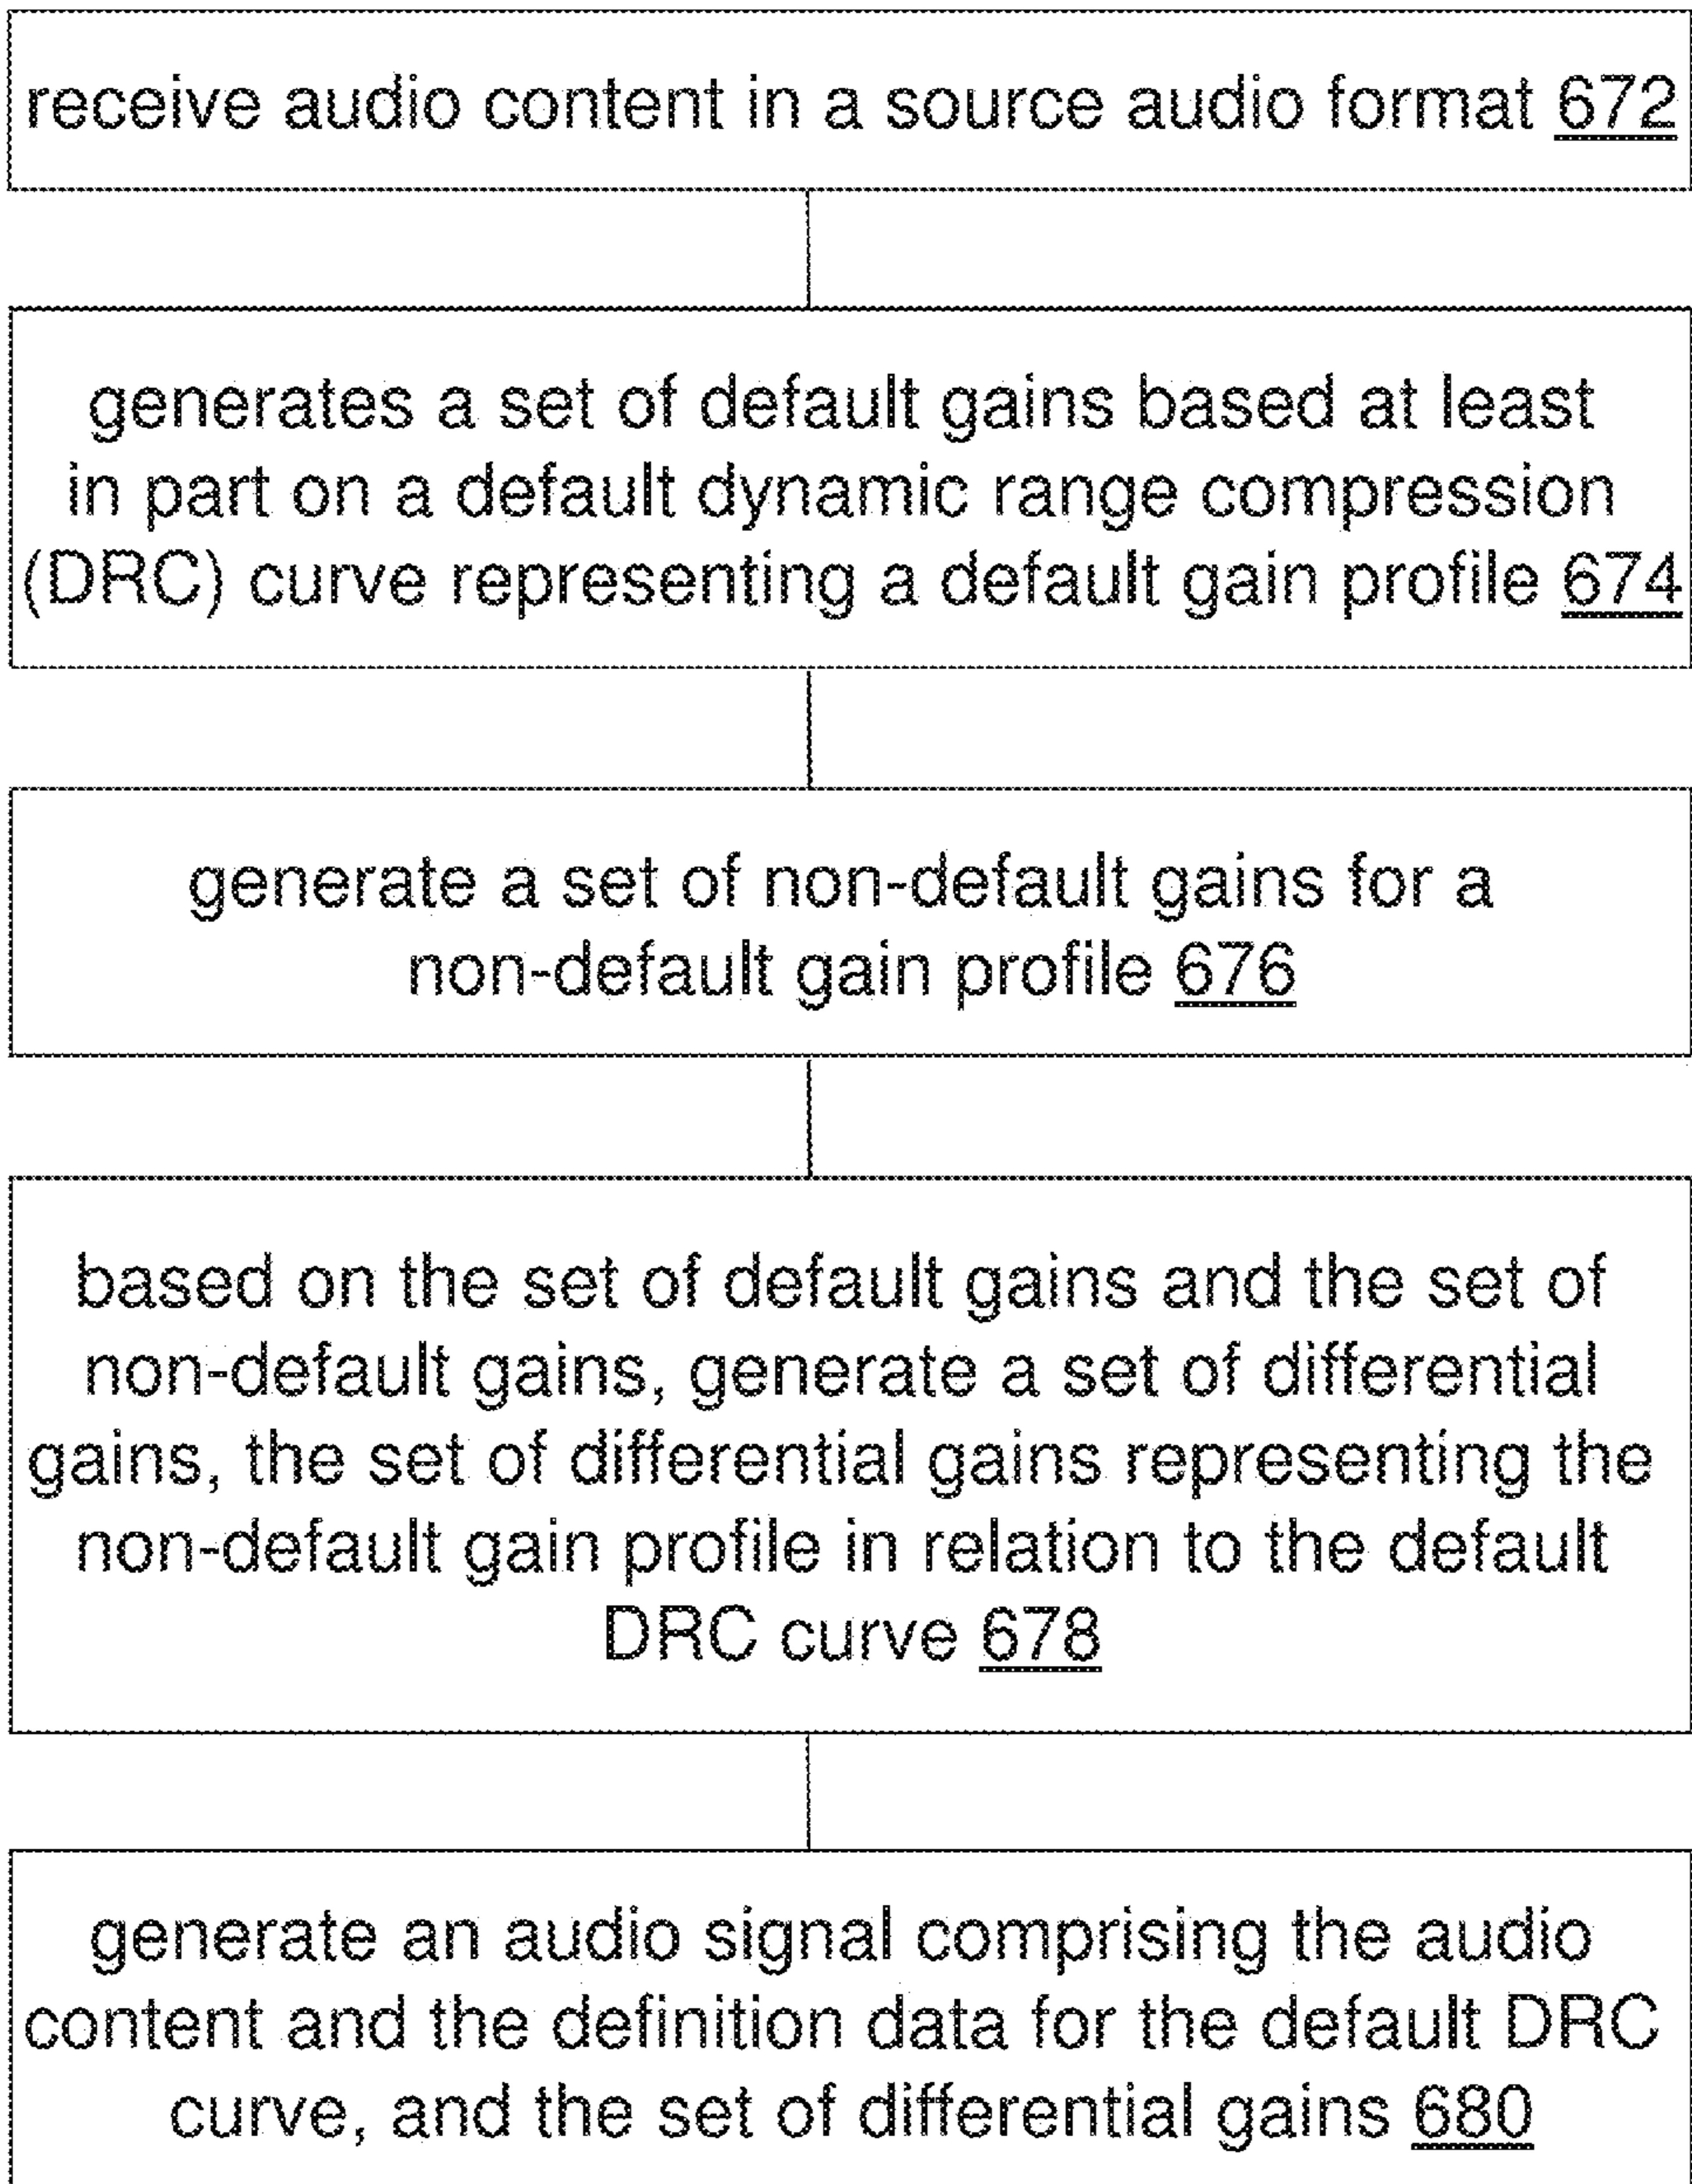 receive audio content in a source audio format 672
generates a set of default gains based at least
in part on a default dynamic range compression
(DRC) curve representing a default gain profile 674
generate a set of non-default gains for a
non-default gain profile 676
based on the set of default gains and the set of
non-default gains, generate a set of differential
gains, the set of differential gains representing the
non-default gain profile in relation to the default
DRC curve 678
generate an audio signal comprising the audio
content and the definition data for the default DRC
curve, and the set of differential gains 680